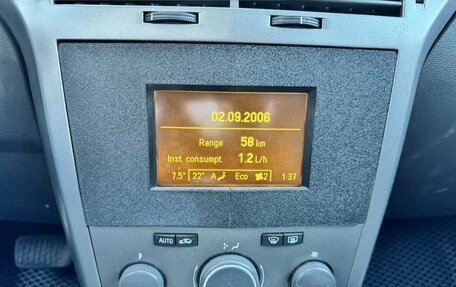 02.09.2006
Range 58 km
Inst. consumpt. 1.2 L/h
7.5° 22° A Eco 2 1:37
AUTO